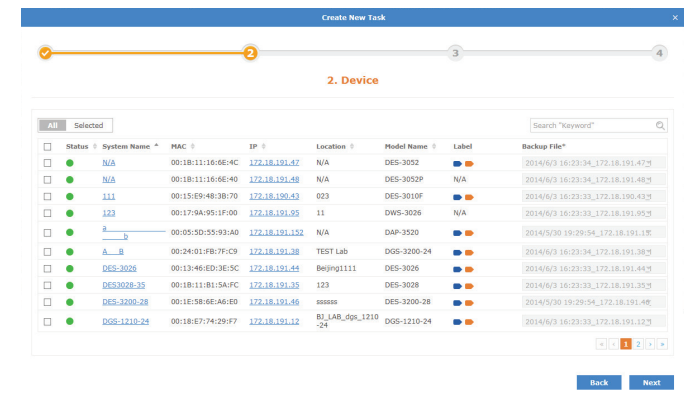 Create New Task ×
2 3 4
2. Device
All Selected Search "Keyword"
Status System Name MAC IP Location Model Name Label Backup File*
N/A 00:1B:11:16:6E:4C 172.18.191.47 N/A DES-3052 2014/6/3 16:23:34_172.18.191.47
N/A 00:1B:11:16:6E:40 172.18.191.48 N/A DES-3052P N/A 2014/6/3 16:23:34_172.18.191.48
111 00:15:E9:48:3B:70 172.18.190.43 023 DES-3010F 2014/6/3 16:23:33_172.18.190.43
123 00:17:9A:95:1F:00 172.18.191.95 11 DWS-3026 N/A 2014/6/3 16:23:33_172.18.191.95
a______b 00:05:5D:55:93:A0 172.18.191.152 N/A DAP-3520 2014/5/30 19:29:54_172.18.191.15
A B 00:24:01:FB:7F:C9 172.18.191.38 TEST Lab DGS-3200-24 2014/6/3 16:23:34_172.18.191.38
DES-3026 00:13:46:ED:3E:5C 172.18.191.44 Beijing1111 DES-3026 2014/6/3 16:23:33_172.18.191.44
DES3028-35 00:1B:11:B1:5A:FC 172.18.191.35 123 DES-3028 2014/6/3 16:23:33_172.18.191.35
DES-3200-28 00:1E:58:6E:A6:E0 172.18.191.46 ssssss DES-3200-28 2014/5/30 19:29:54_172.18.191.46
DGS-1210-24 00:18:E7:74:29:F7 172.18.191.12 BJ_LAB_dgs_1210-24 DGS-1210-24 2014/6/3 16:23:33_172.18.191.12
« ‹ 1 2 › »
Back Next